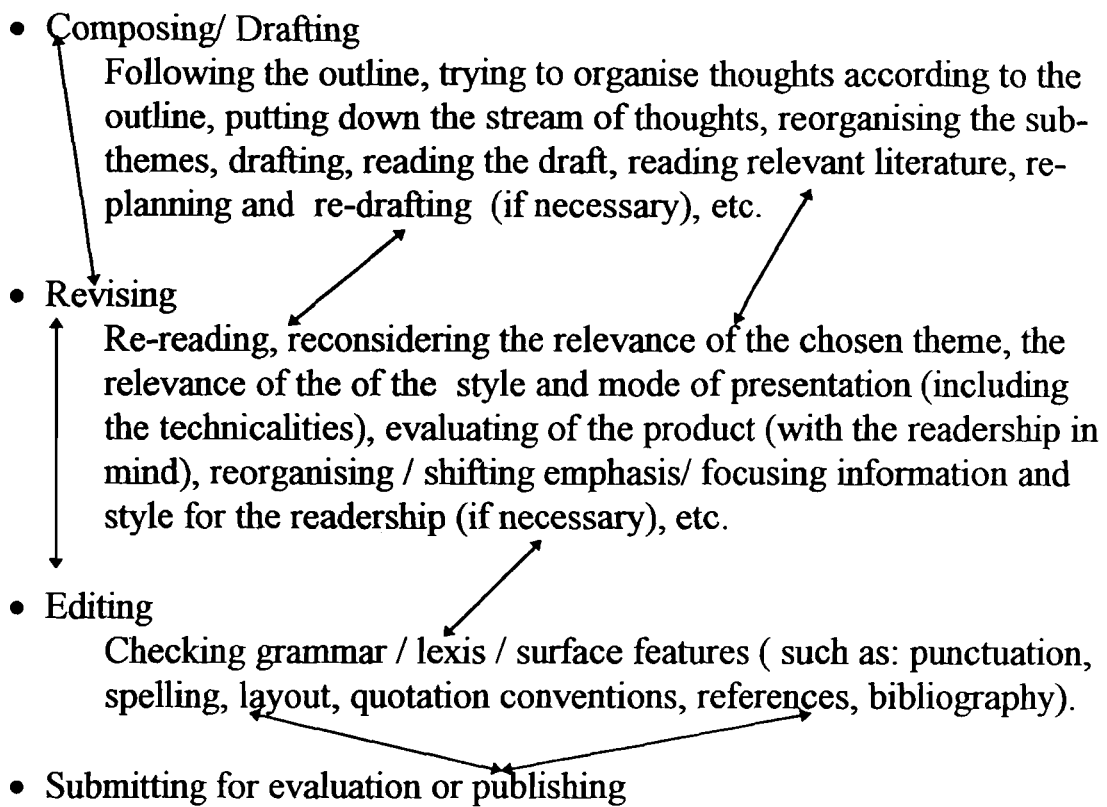 • Composing/ Drafting
Following the outline, trying to organise thoughts according to the
outline, putting down the stream of thoughts, reorganising the sub-
themes, drafting, reading the draft, reading relevant literature, re-
planning and re-drafting (if necessary), etc.
• Revising
Re-reading, reconsidering the relevance of the chosen theme, the
relevance of the of the style and mode of presentation (including
the technicalities), evaluating of the product (with the readership in
mind), reorganising / shifting emphasis/ focusing information and
style for the readership (if necessary), etc.
• Editing
Checking grammar / lexis / surface features ( such as: punctuation,
spelling, layout, quotation conventions, references, bibliography).
• Submitting for evaluation or publishing